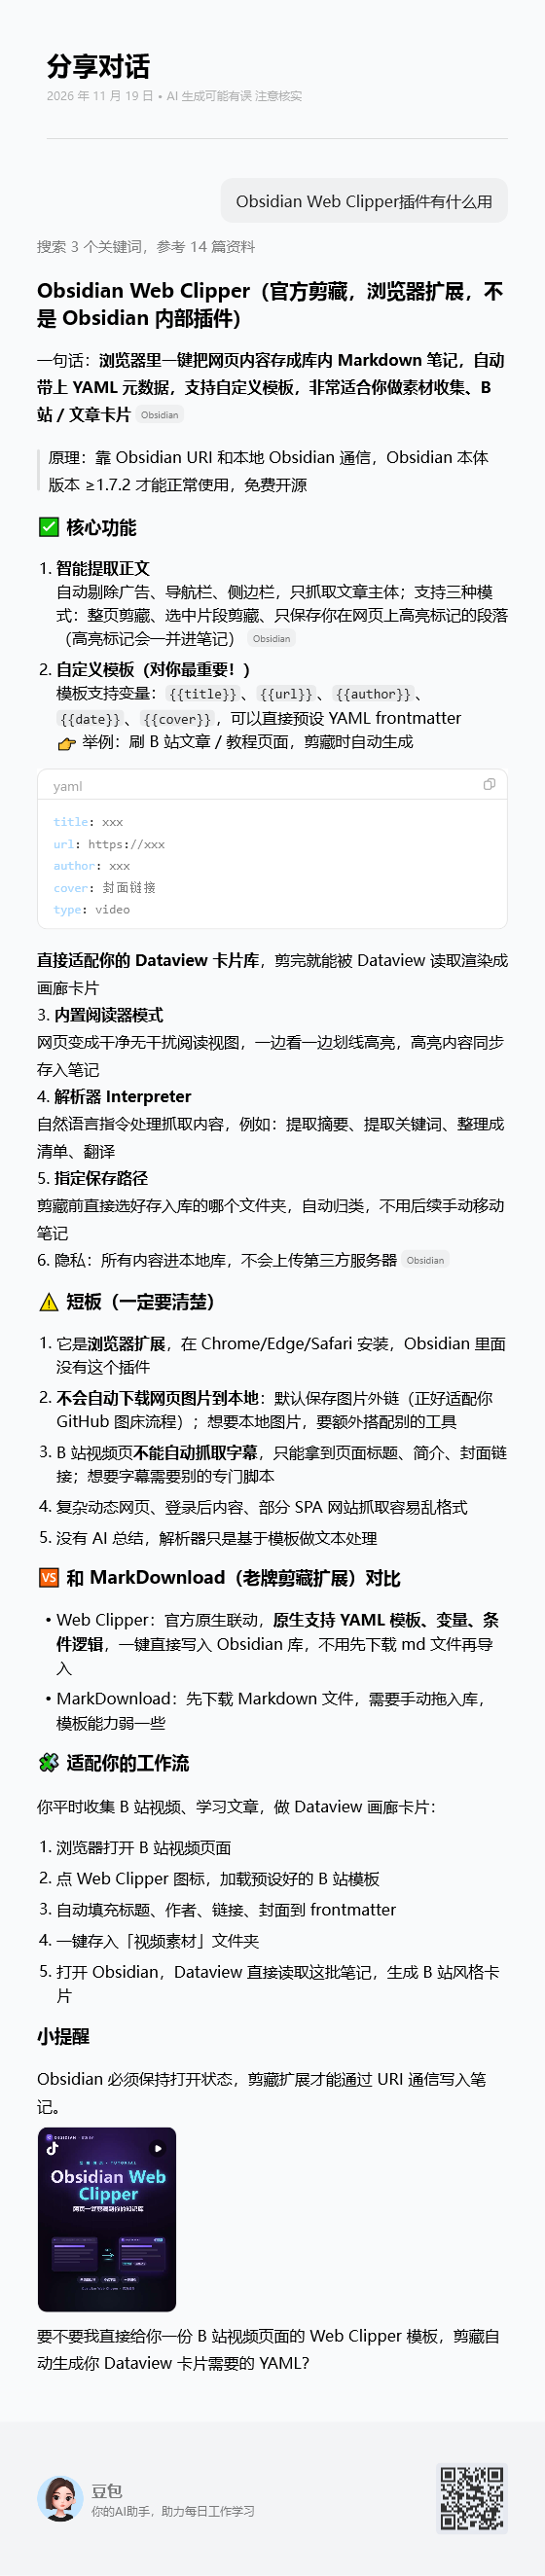 分享对话
2026 年 11 月 19 日 • AI 生成可能有误 注意核实
Obsidian Web Clipper插件有什么用
搜索 3 个关键词，参考 14 篇资料
Obsidian Web Clipper（官方剪藏，浏览器扩展，不
是 Obsidian 内部插件）
一句话：浏览器里一键把网页内容存成库内 Markdown 笔记，自动
带上 YAML 元数据，支持自定义模板，非常适合你做素材收集、B
站 / 文章卡片 Obsidian
原理：靠 Obsidian URI 和本地 Obsidian 通信，Obsidian 本体
版本 ≥1.7.2 才能正常使用，免费开源
✅ 核心功能
1. 智能提取正文
自动剔除广告、导航栏、侧边栏，只抓取文章主体；支持三种模
式：整页剪藏、选中片段剪藏、只保存你在网页上高亮标记的段落
（高亮标记会一并进笔记） Obsidian
2. 自定义模板（对你最重要！）
模板支持变量：{{title}}、{{url}}、{{author}}、
{{date}}、{{cover}}，可以直接预设 YAML frontmatter
👉 举例：刷 B 站文章 / 教程页面，剪藏时自动生成
yaml
title: xxx
url: https://xxx
author: xxx
cover: 封面链接
type: video
直接适配你的 Dataview 卡片库，剪完就能被 Dataview 读取渲染成
画廊卡片
3. 内置阅读器模式
网页变成干净无干扰阅读视图，一边看一边划线高亮，高亮内容同步
存入笔记
4. 解析器 Interpreter
自然语言指令处理抓取内容，例如：提取摘要、提取关键词、整理成
清单、翻译
5. 指定保存路径
剪藏前直接选好存入库的哪个文件夹，自动归类，不用后续手动移动
笔记
6. 隐私：所有内容进本地库，不会上传第三方服务器 Obsidian
⚠️ 短板（一定要清楚）
1. 它是浏览器扩展，在 Chrome/Edge/Safari 安装，Obsidian 里面
没有这个插件
2. 不会自动下载网页图片到本地：默认保存图片外链（正好适配你
GitHub 图床流程）；想要本地图片，要额外搭配别的工具
3. B 站视频页不能自动抓取字幕，只能拿到页面标题、简介、封面链
接；想要字幕需要别的专门脚本
4. 复杂动态网页、登录后内容、部分 SPA 网站抓取容易乱格式
5. 没有 AI 总结，解析器只是基于模板做文本处理
🆚 和 MarkDownload（老牌剪藏扩展）对比
• Web Clipper：官方原生联动，原生支持 YAML 模板、变量、条
件逻辑，一键直接写入 Obsidian 库，不用先下载 md 文件再导
入
• MarkDownload：先下载 Markdown 文件，需要手动拖入库，
模板能力弱一些
🧩 适配你的工作流
你平时收集 B 站视频、学习文章，做 Dataview 画廊卡片：
1. 浏览器打开 B 站视频页面
2. 点 Web Clipper 图标，加载预设好的 B 站模板
3. 自动填充标题、作者、链接、封面到 frontmatter
4. 一键存入「视频素材」文件夹
5. 打开 Obsidian，Dataview 直接读取这批笔记，生成 B 站风格卡
片
小提醒
Obsidian 必须保持打开状态，剪藏扩展才能通过 URI 通信写入笔
记。
Obsidian Web
Clipper
要不要我直接给你一份 B 站视频页面的 Web Clipper 模板，剪藏自
动生成你 Dataview 卡片需要的 YAML？
豆包
你的AI助手，助力每日工作学习